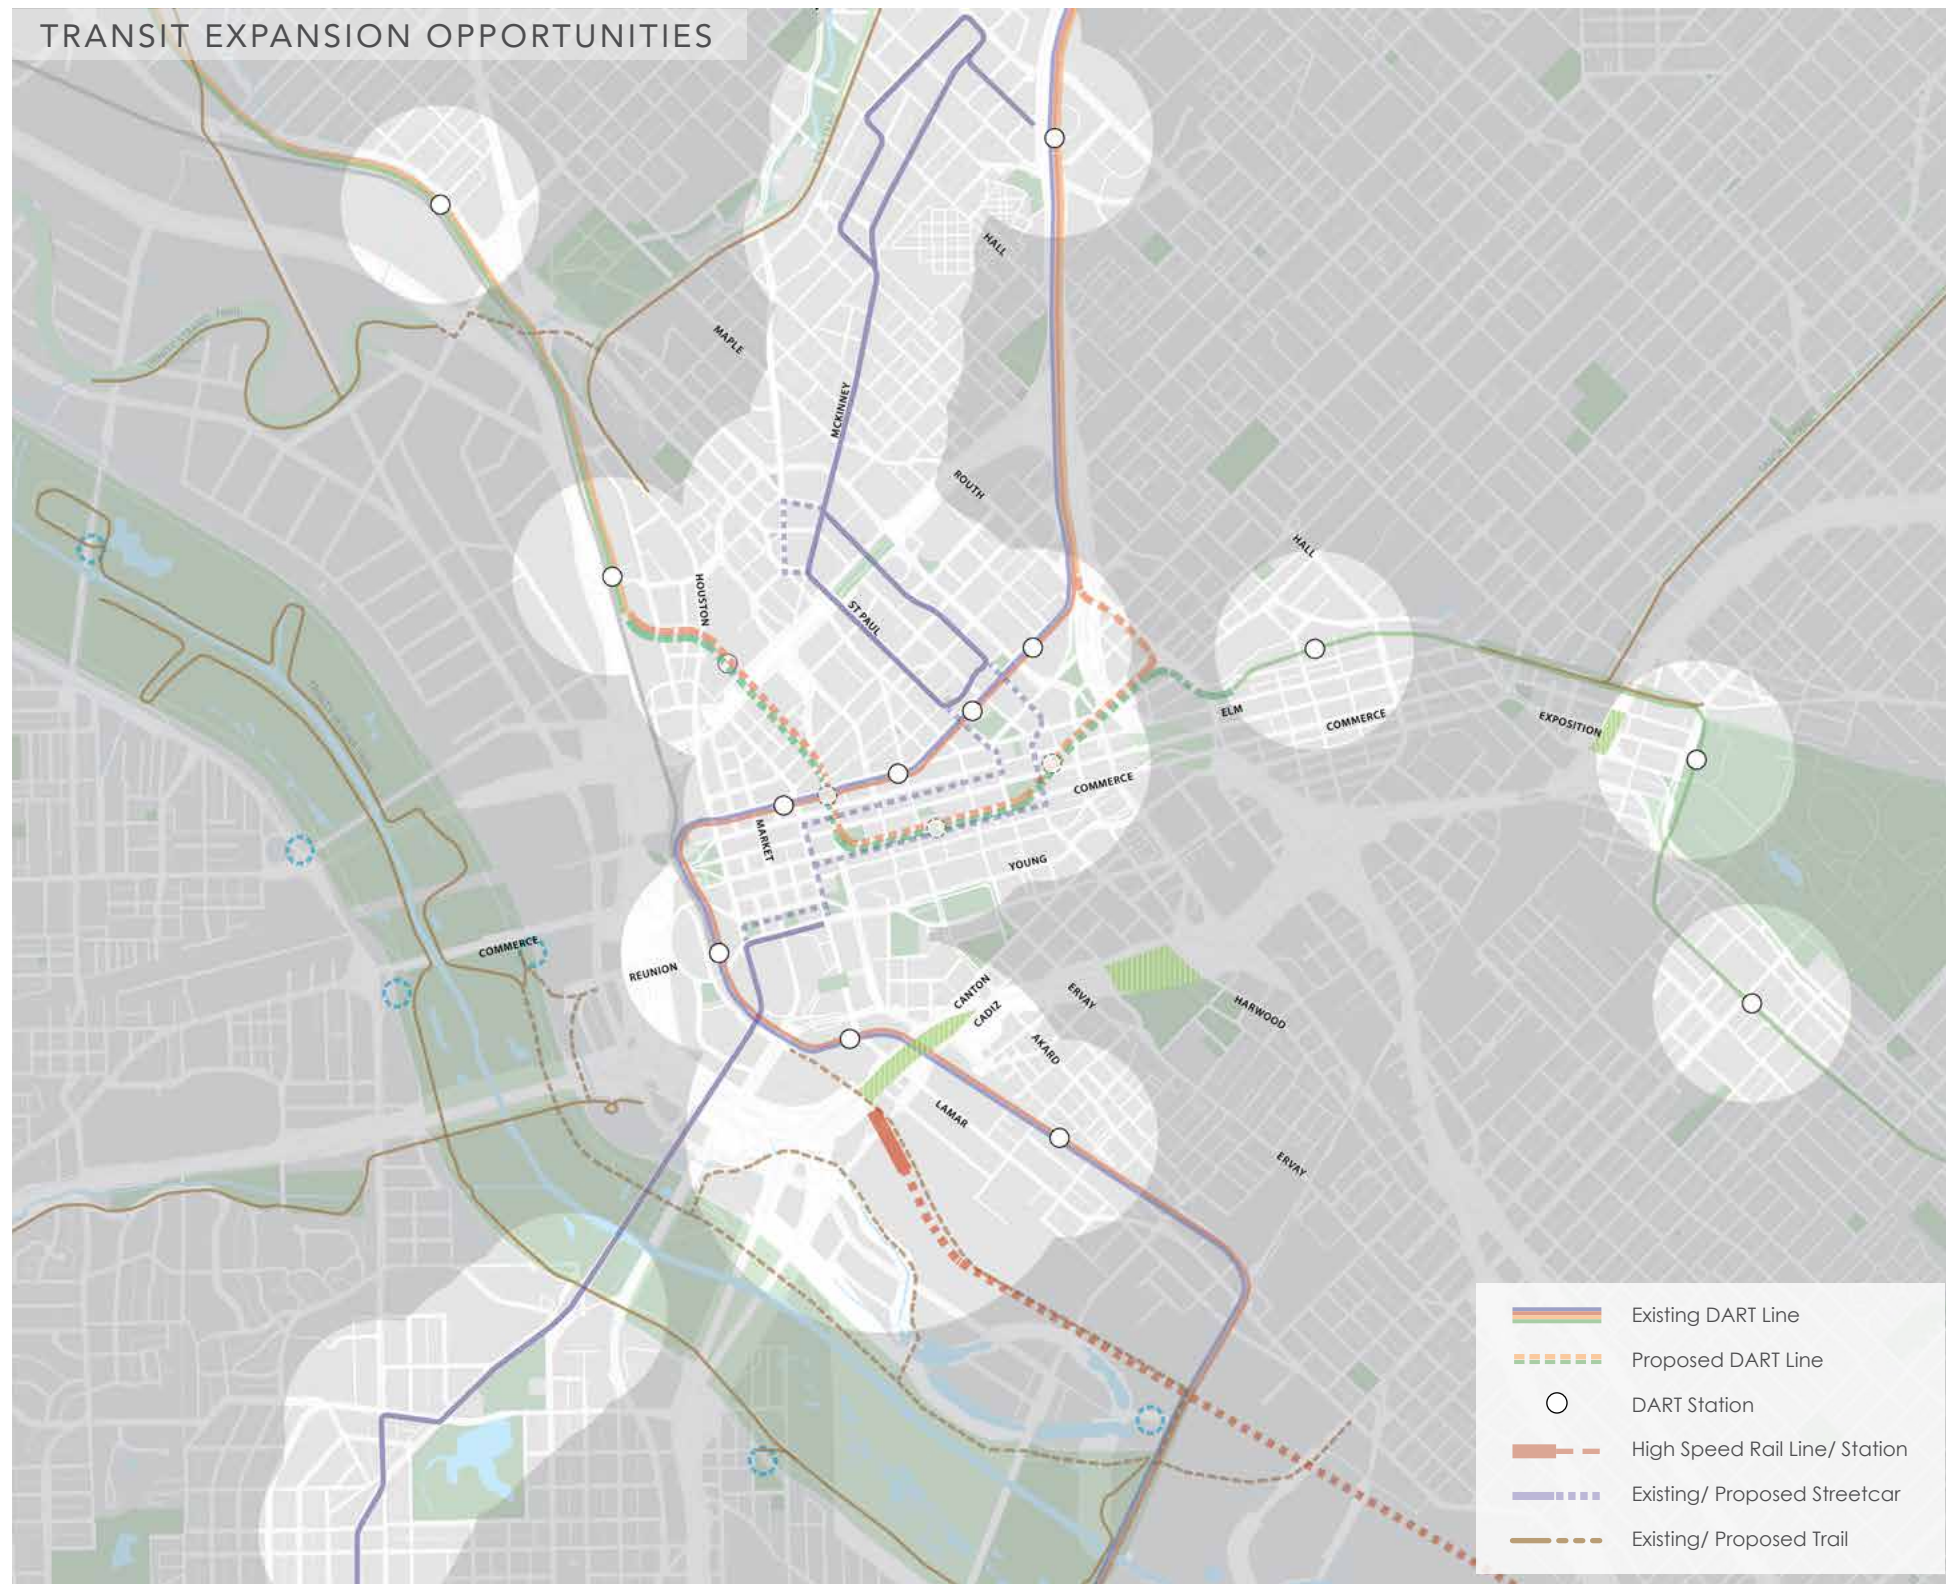 TRANSIT EXPANSION OPPORTUNITIES
HALL
MAPLE
MCKINNEY
ROUTH
HALL
HOUSTON
ST PAUL
ELM
COMMERCE
EXPOSITION
COMMERCE
MARKET
YOUNG
COMMERCE
REUNION
CANTON
CADIZ
ERVAY
HARWOOD
AKARD
LAMAR
ERVAY
Existing DART Line
Proposed DART Line
DART Station
High Speed Rail Line/ Station
Existing/ Proposed Streetcar
Existing/ Proposed Trail